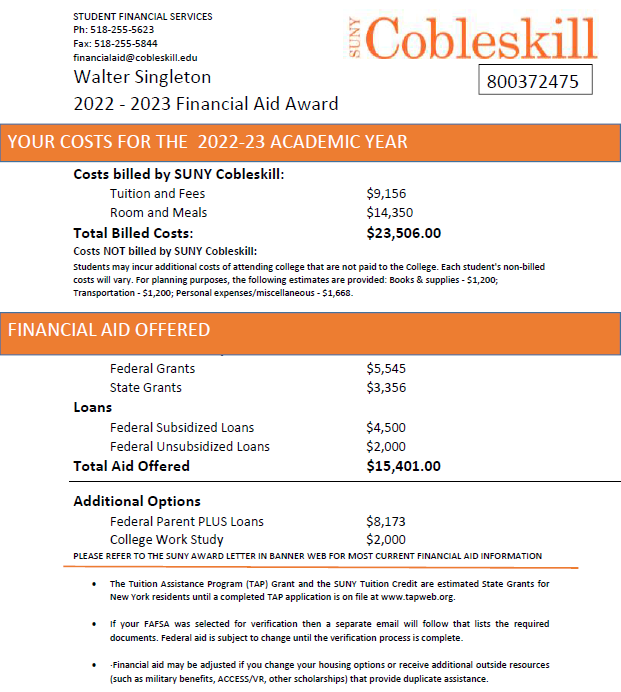 STUDENT FINANCIAL SERVICES
Ph: 518-255-5623
Fax: 518-255-5844
financialaid@cobleskill.edu
SUNY Cobleskill
Walter Singleton
800372475
2022 - 2023 Financial Aid Award
YOUR COSTS FOR THE 2022-23 ACADEMIC YEAR
Costs billed by SUNY Cobleskill:
Tuition and Fees $9,156
Room and Meals $14,350
Total Billed Costs: $23,506.00
Costs NOT billed by SUNY Cobleskill:
Students may incur additional costs of attending college that are not paid to the College. Each student's non-billed
costs will vary. For planning purposes, the following estimates are provided: Books & supplies - $1,200;
Transportation - $1,200; Personal expenses/miscellaneous - $1,668.
FINANCIAL AID OFFERED
Federal Grants $5,545
State Grants $3,356
Loans
Federal Subsidized Loans $4,500
Federal Unsubsidized Loans $2,000
Total Aid Offered $15,401.00
Additional Options
Federal Parent PLUS Loans $8,173
College Work Study $2,000
PLEASE REFER TO THE SUNY AWARD LETTER IN BANNER WEB FOR MOST CURRENT FINANCIAL AID INFORMATION
• The Tuition Assistance Program (TAP) Grant and the SUNY Tuition Credit are estimated State Grants for
New York residents until a completed TAP application is on file at www.tapweb.org.
• If your FAFSA was selected for verification then a separate email will follow that lists the required
documents. Federal aid is subject to change until the verification process is complete.
• ·Financial aid may be adjusted if you change your housing options or receive additional outside resources
(such as military benefits, ACCESS/VR, other scholarships) that provide duplicate assistance.